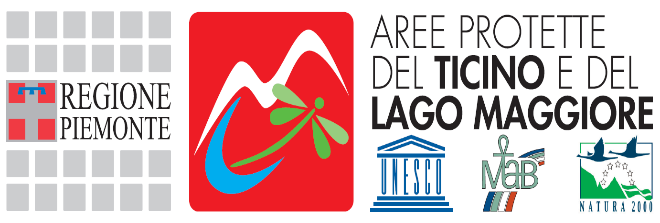 REGIONE
PIEMONTE
AREE PROTETTE
DEL TICINO E DEL
LAGO MAGGIORE
UNESCO
MaB
NATURA 2000